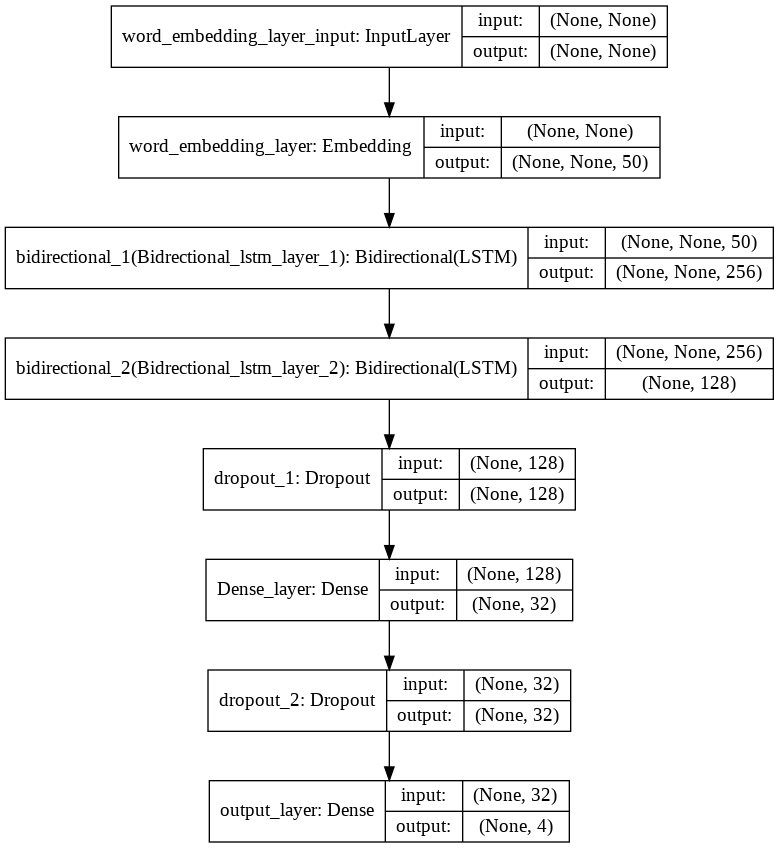 word_embedding_layer_input: InputLayer
input: (None, None)
output: (None, None)
word_embedding_layer: Embedding
input: (None, None)
output: (None, None, 50)
bidirectional_1(Bidrectional_lstm_layer_1): Bidirectional(LSTM)
input: (None, None, 50)
output: (None, None, 256)
bidirectional_2(Bidrectional_lstm_layer_2): Bidirectional(LSTM)
input: (None, None, 256)
output: (None, 128)
dropout_1: Dropout
input: (None, 128)
output: (None, 128)
Dense_layer: Dense
input: (None, 128)
output: (None, 32)
dropout_2: Dropout
input: (None, 32)
output: (None, 32)
output_layer: Dense
input: (None, 32)
output: (None, 4)